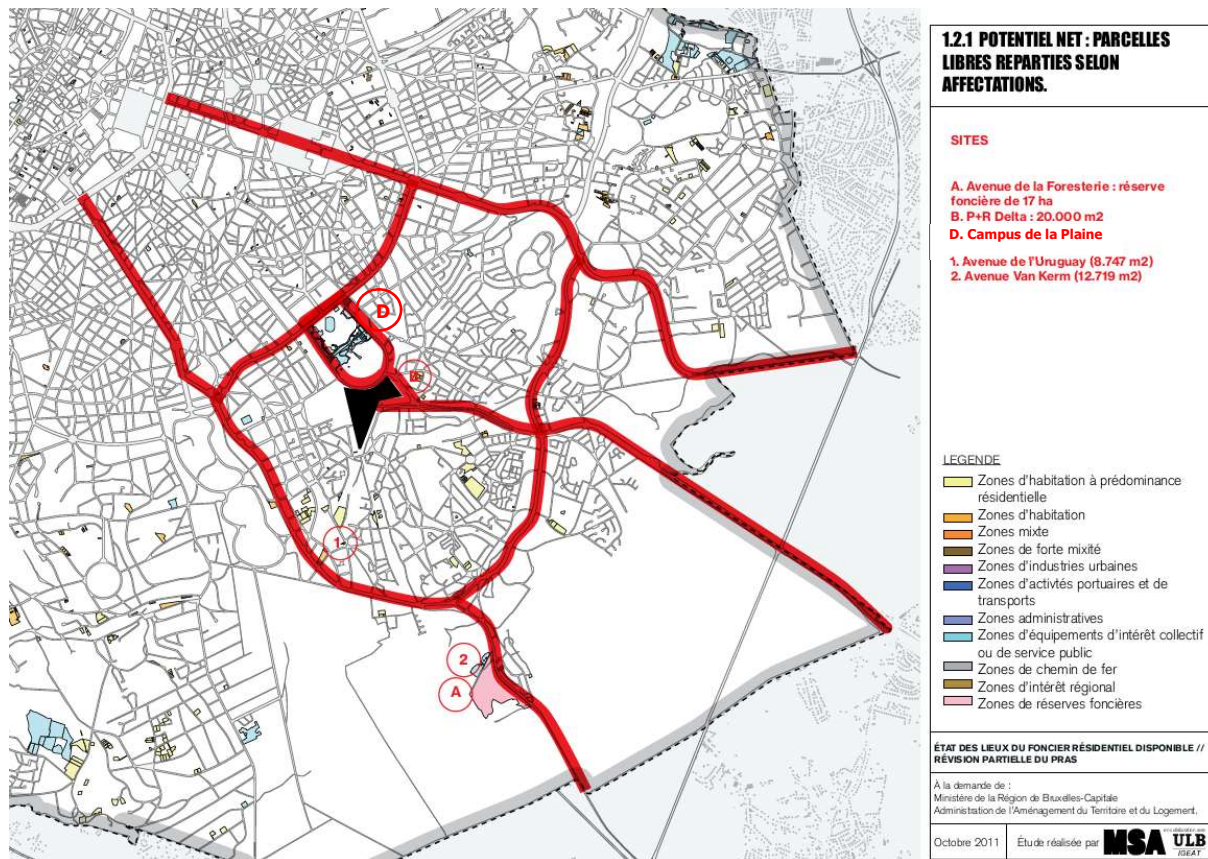 1.2.1 POTENTIEL NET : PARCELLES
LIBRES REPARTIES SELON
AFFECTATIONS.
SITES
A. Avenue de la Foresterie : réserve
foncière de 17 ha
B. P+R Delta : 20.000 m2
D. Campus de la Plaine
1. Avenue de l'Uruguay (8.747 m2)
2. Avenue Van Kerm (12.719 m2)
D
1
2
A
LEGENDE
Zones d'habitation à prédominance
résidentielle
Zones d'habitation
Zones mixte
Zones de forte mixité
Zones d'industries urbaines
Zones d'activtés portuaires et de
transports
Zones administratives
Zones d'équipements d'intérêt collectif
ou de service public
Zones de chemin de fer
Zones d'intérêt régional
Zones de réserves foncières
ÉTAT DES LIEUX DU FONCIER RÉSIDENTIEL DISPONIBLE //
RÉVISION PARTIELLE DU PRAS
À la demande de :
Ministère de la Région de Bruxelles-Capitale
Administration de l'Aménagement du Territoire et du Logement.
Octobre 2011
Étude réalisée par
MSA
ULB
IGEAT